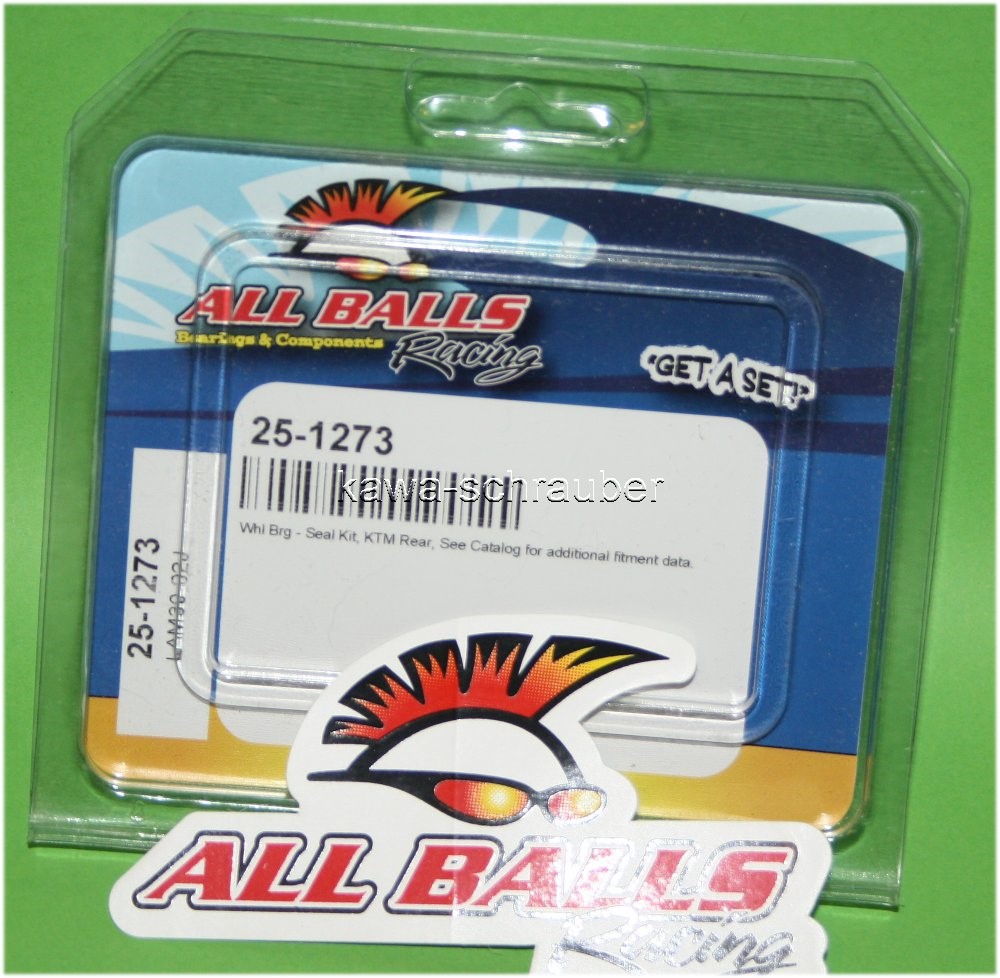 ALL BALLS
Bearings & Components
Racing
"GET A SET!"
25-1273
kawa-schrauber
Whl Brg - Seal Kit, KTM Rear, See Catalog for additional fitment data.
25-1273
ALL BALLS
Racing